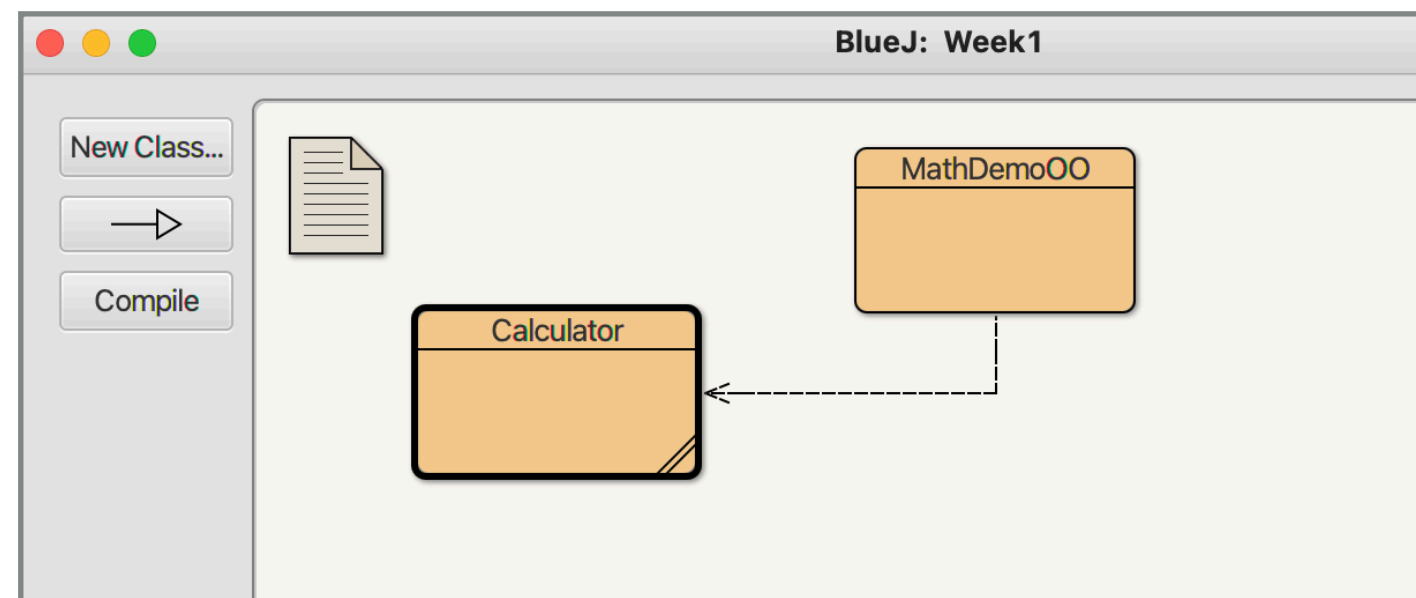 BlueJ:  Week1
New Class...
Compile
MathDemoOO
Calculator